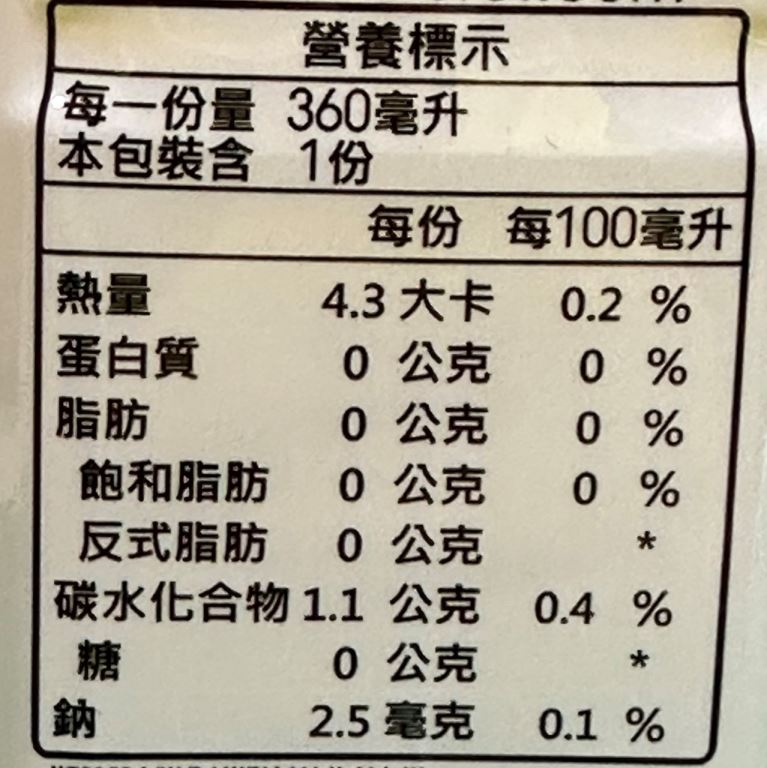 營養標示
每一份量 360毫升
本包裝含 1份
每份 每100毫升
熱量 4.3 大卡 0.2 %
蛋白質 0 公克 0 %
脂肪 0 公克 0 %
飽和脂肪 0 公克 0 %
反式脂肪 0 公克 *
碳水化合物 1.1 公克 0.4 %
糖 0 公克 *
鈉 2.5 毫克 0.1 %